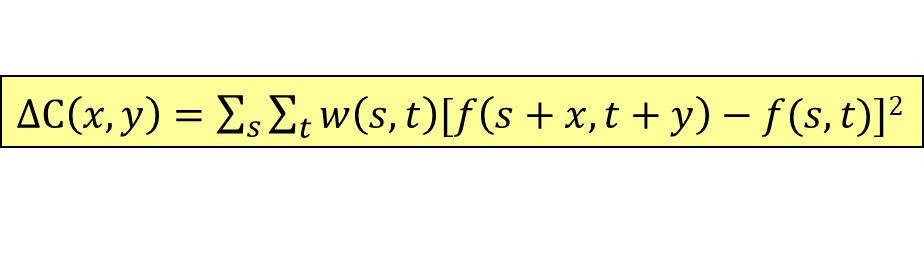 ΔC(x, y) = ∑ₛ ∑ₜ w(s, t)[f(s + x, t + y) − f(s, t)]²